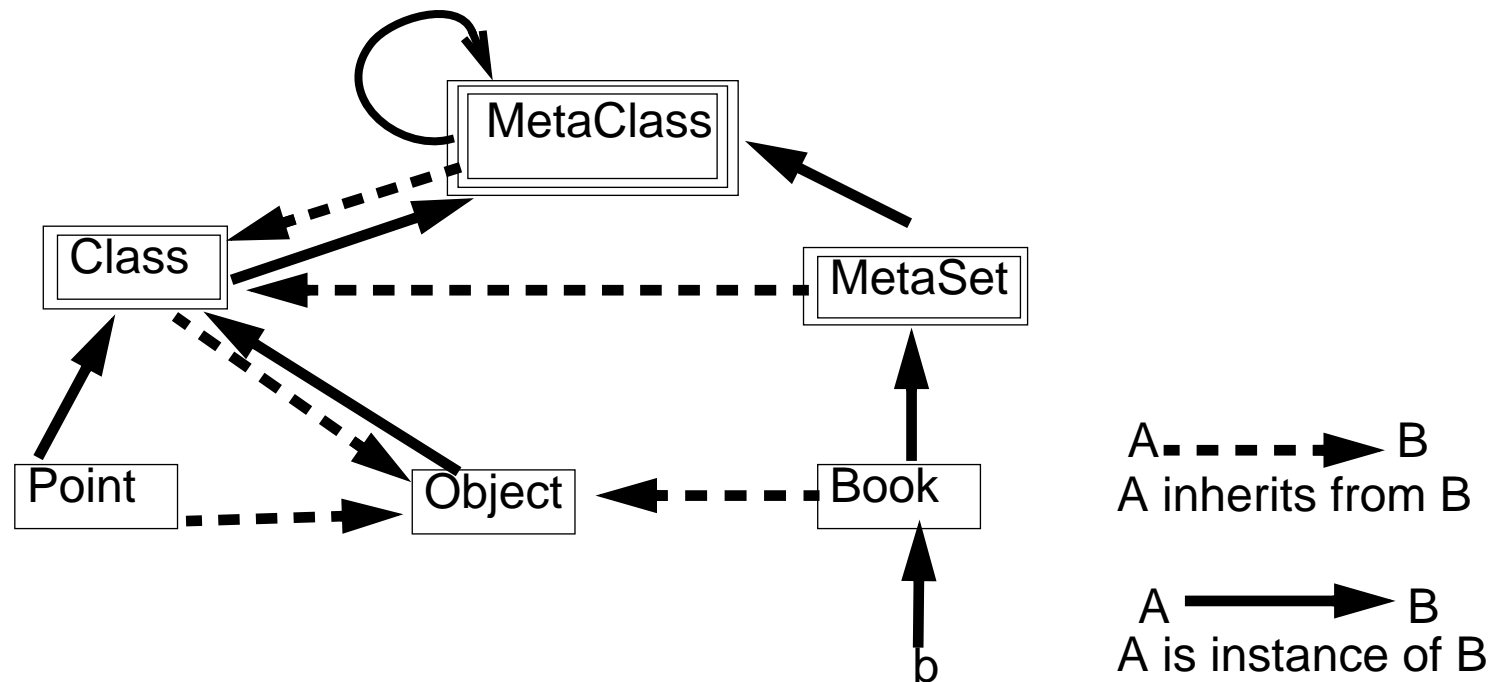 MetaClass
Class
MetaSet
Point
Object
Book
b
A B
A inherits from B
A B
A is instance of B